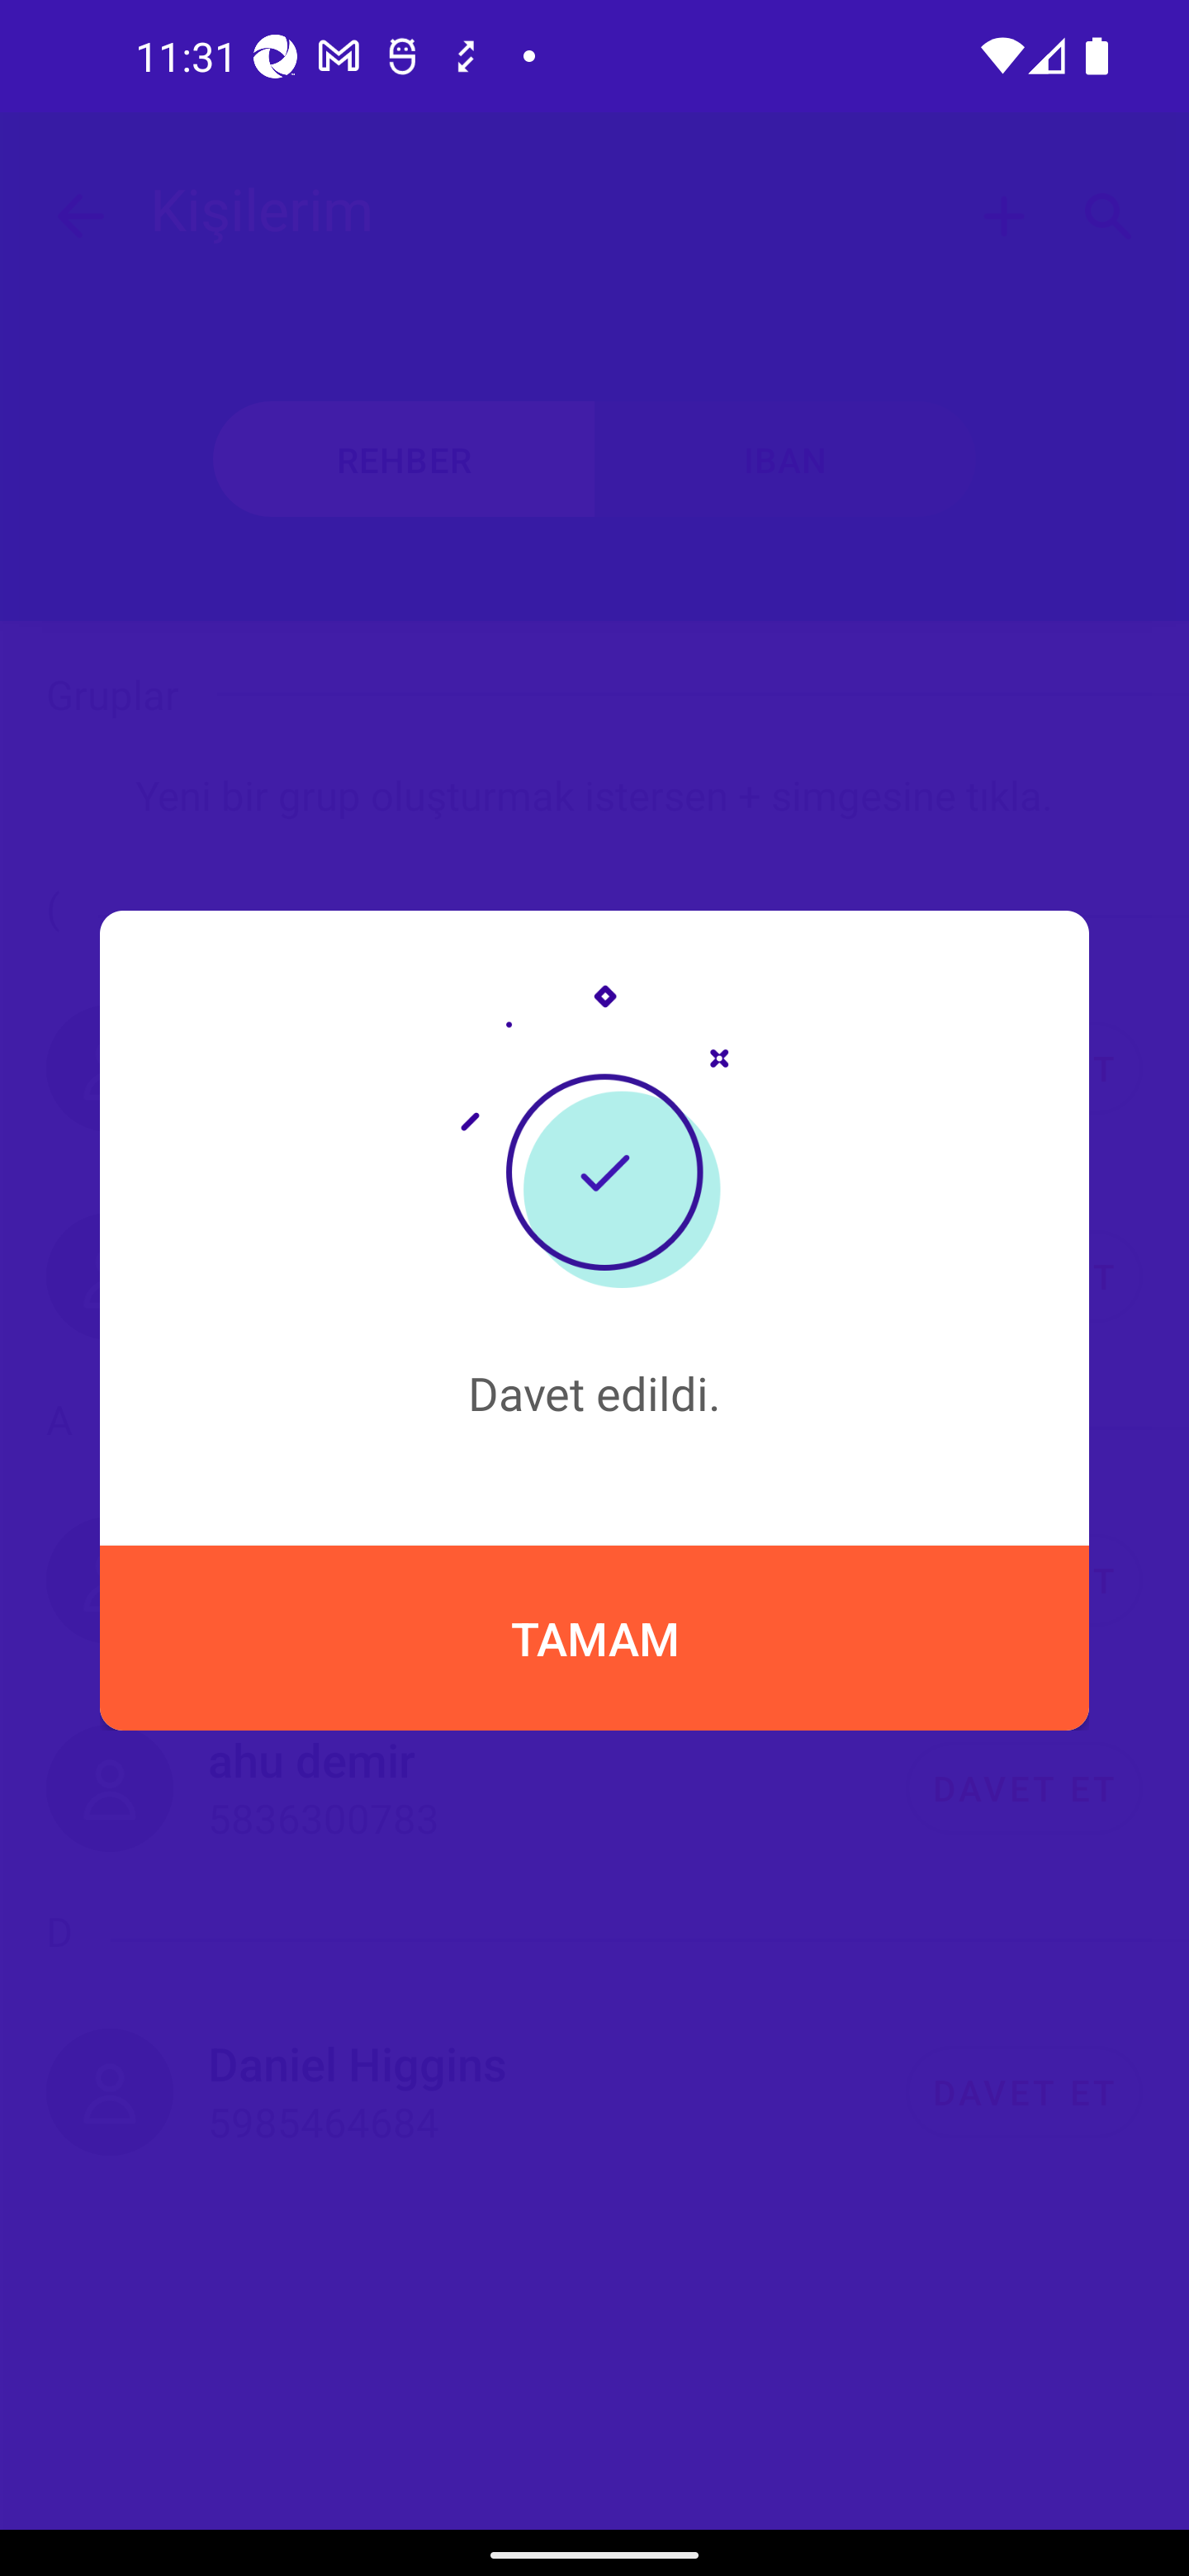 11:31
Kişilerim
REHBER
IBAN
Gruplar
Yeni bir grup oluşturmak istersen + simgesine tıkla.
(
T
T
A
Davet edildi.
T
TAMAM
ahu demir
5836300783
DAVET ET
D
Daniel Higgins
5985464684
DAVET ET